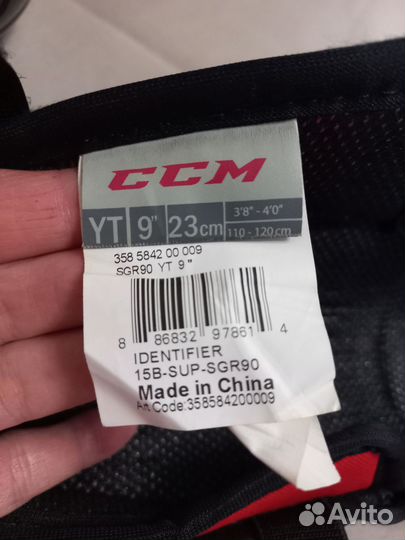 CCM
YT 9" 23cm 3'8" - 4'0"
110 - 120 cm
358 5842 00 009
SGR90 YT 9 "
8 86832 97861 4
IDENTIFIER
15B-SUP-SGR90
Made in China
Art.Code:358584200009
Avito